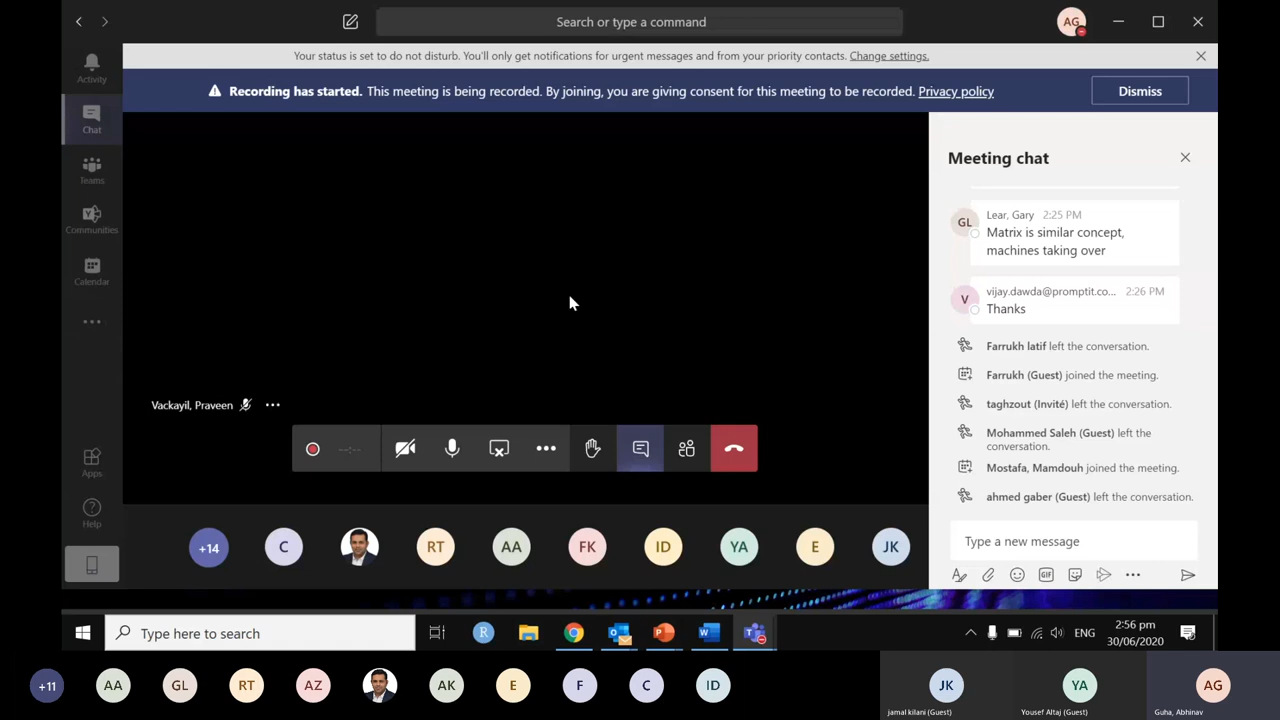 Search or type a command
AG
Your status is set to do not disturb. You'll only get notifications for urgent messages and from your priority contacts. Change settings.
Recording has started. This meeting is being recorded. By joining, you are giving consent for this meeting to be recorded. Privacy policy
Dismiss
Activity
Chat
Teams
Communities
Calendar
Apps
Help
Vackayil, Praveen
--:--
+14
C
RT
AA
FK
ID
YA
E
JK
Meeting chat
GL
Lear, Gary 2:25 PM
Matrix is similar concept,
machines taking over
V
vijay.dawda@promptit.co... 2:26 PM
Thanks
Farrukh latif left the conversation.
Farrukh (Guest) joined the meeting.
taghzout (Invité) left the conversation.
Mohammed Saleh (Guest) left the
conversation.
Mostafa, Mamdouh joined the meeting.
ahmed gaber (Guest) left the conversation.
Type a new message
GIF
Type here to search
R
ENG
2:56 pm
30/06/2020
+11
AA
GL
RT
AZ
AK
E
F
C
ID
JK
jamal kilani (Guest)
YA
Yousef Altaj (Guest)
AG
Guha, Abhinav